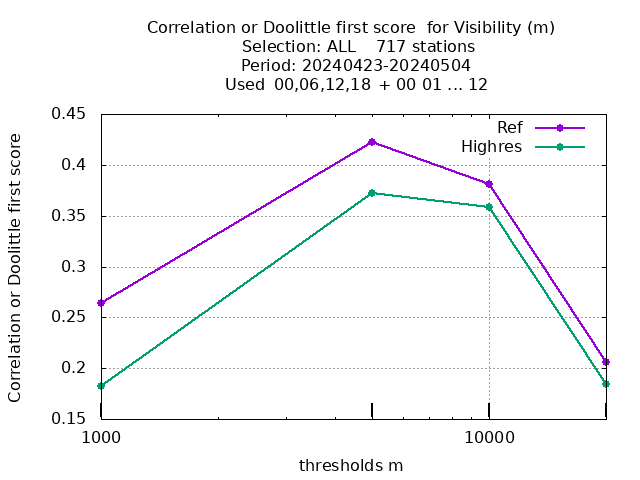 Correlation or Doolittle first score  for Visibility (m)
Selection: ALL    717 stations
Period: 20240423-20240504
Used  00,06,12,18 + 00 01 ... 12
Ref
Highres
Correlation or Doolittle first score
0.45
0.4
0.35
0.3
0.25
0.2
0.15
1000
10000
thresholds m